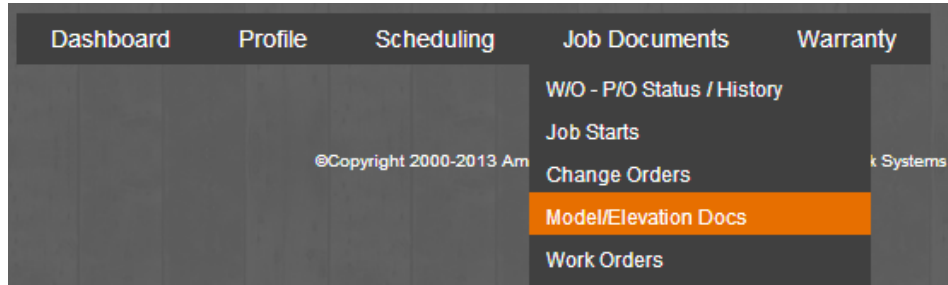 Dashboard Profile Scheduling Job Documents Warranty
W/O - P/O Status / History
Job Starts
©Copyright 2000-2013 Systems
Change Orders
Model/Elevation Docs
Work Orders